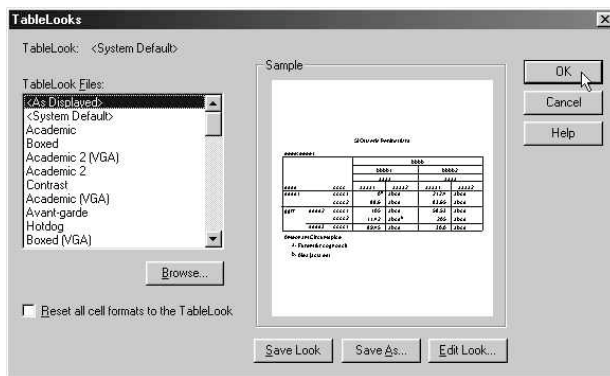 TableLooks
TableLook: <System Default>
TableLook Files:
<As Displayed>
<System Default>
Academic
Boxed
Academic 2 (VGA)
Academic 2
Contrast
Academic (VGA)
Avant-garde
Hotdog
Boxed (VGA)
Browse...
Reset all cell formats to the TableLook
Sample
Save Look
Save As...
Edit Look...
OK
Cancel
Help